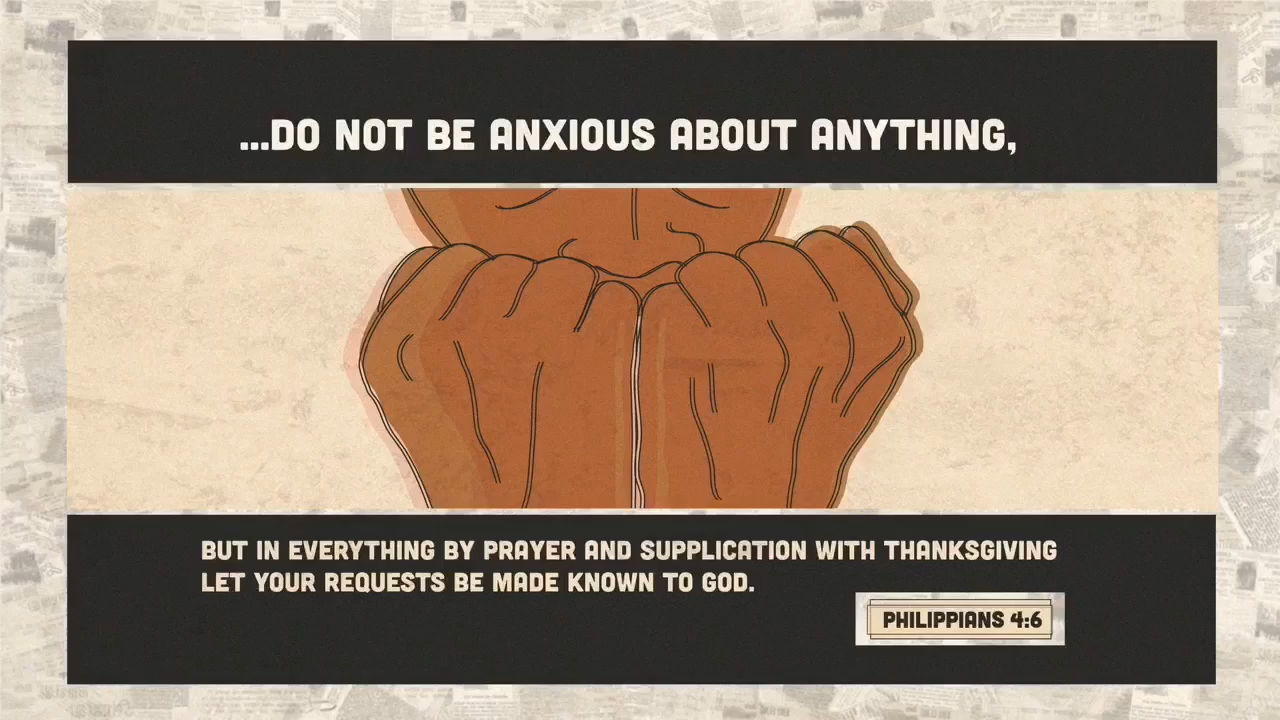 ...DO NOT BE ANXIOUS ABOUT ANYTHING,
BUT IN EVERYTHING BY PRAYER AND SUPPLICATION WITH THANKSGIVING
LET YOUR REQUESTS BE MADE KNOWN TO GOD.
PHILIPPIANS 4:6